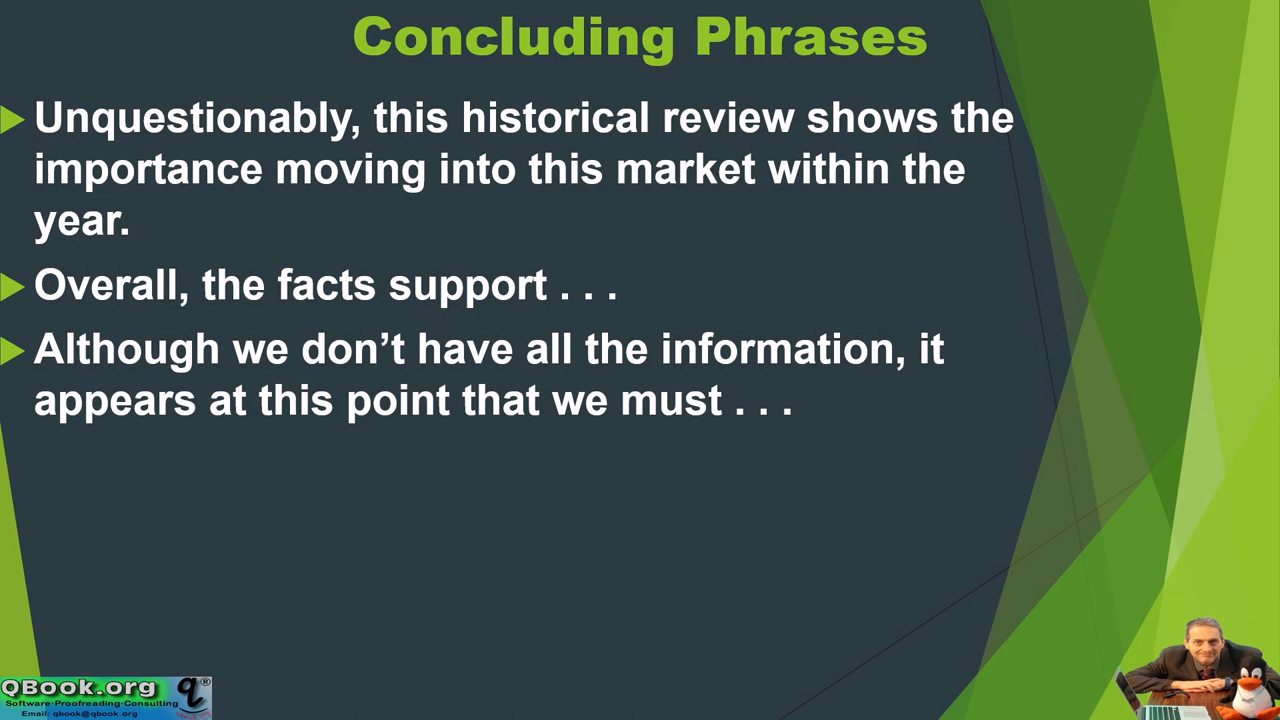 Concluding Phrases
Unquestionably, this historical review shows the
importance moving into this market within the
year.
Overall, the facts support . . .
Although we don’t have all the information, it
appears at this point that we must . . .
QBook.org q®
Software·Proofreading·Consulting
Email: qbook@qbook.org